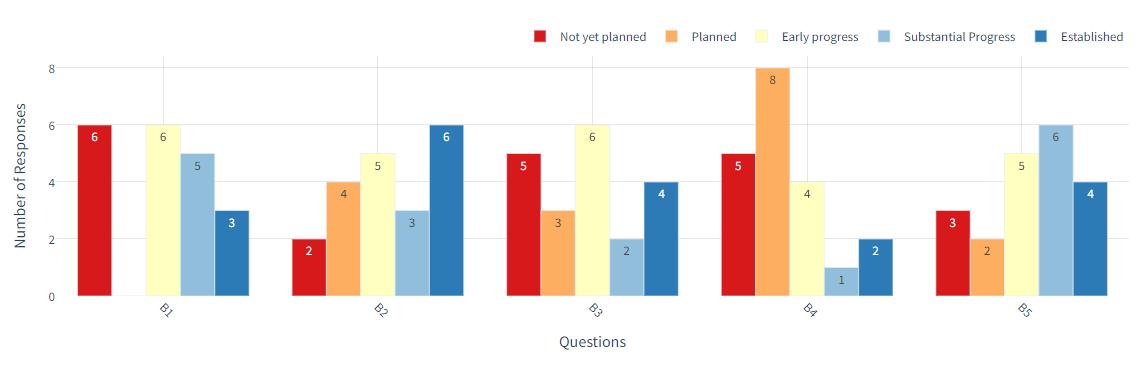 Not yet planned Planned Early progress Substantial Progress Established
Number of Responses
8
6
4
2
0
6 6 5 3
2 4 5 3 6
5 3 6 2 4
5 8 4 1 2
3 2 5 6 4
B1 B2 B3 B4 B5
Questions